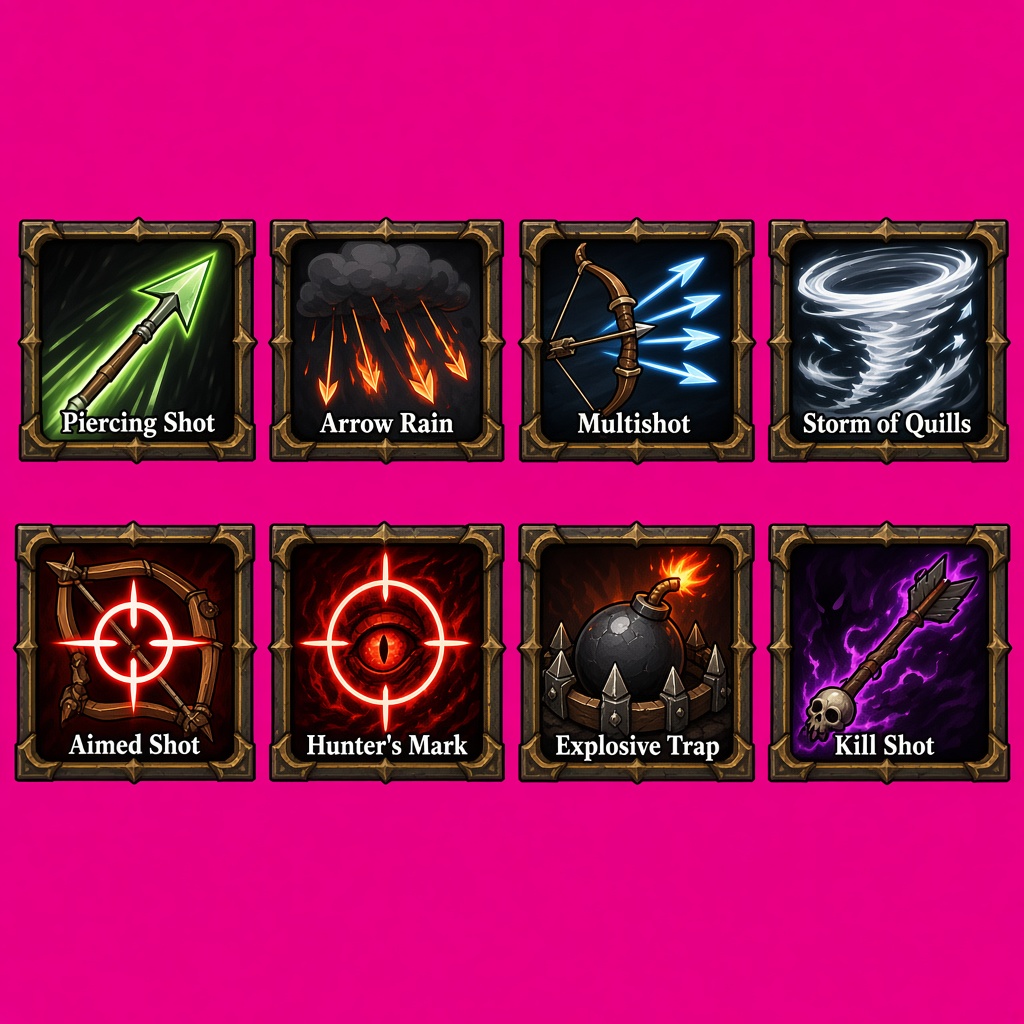 Piercing Shot
Arrow Rain
Multishot
Storm of Quills
Aimed Shot
Hunter's Mark
Explosive Trap
Kill Shot